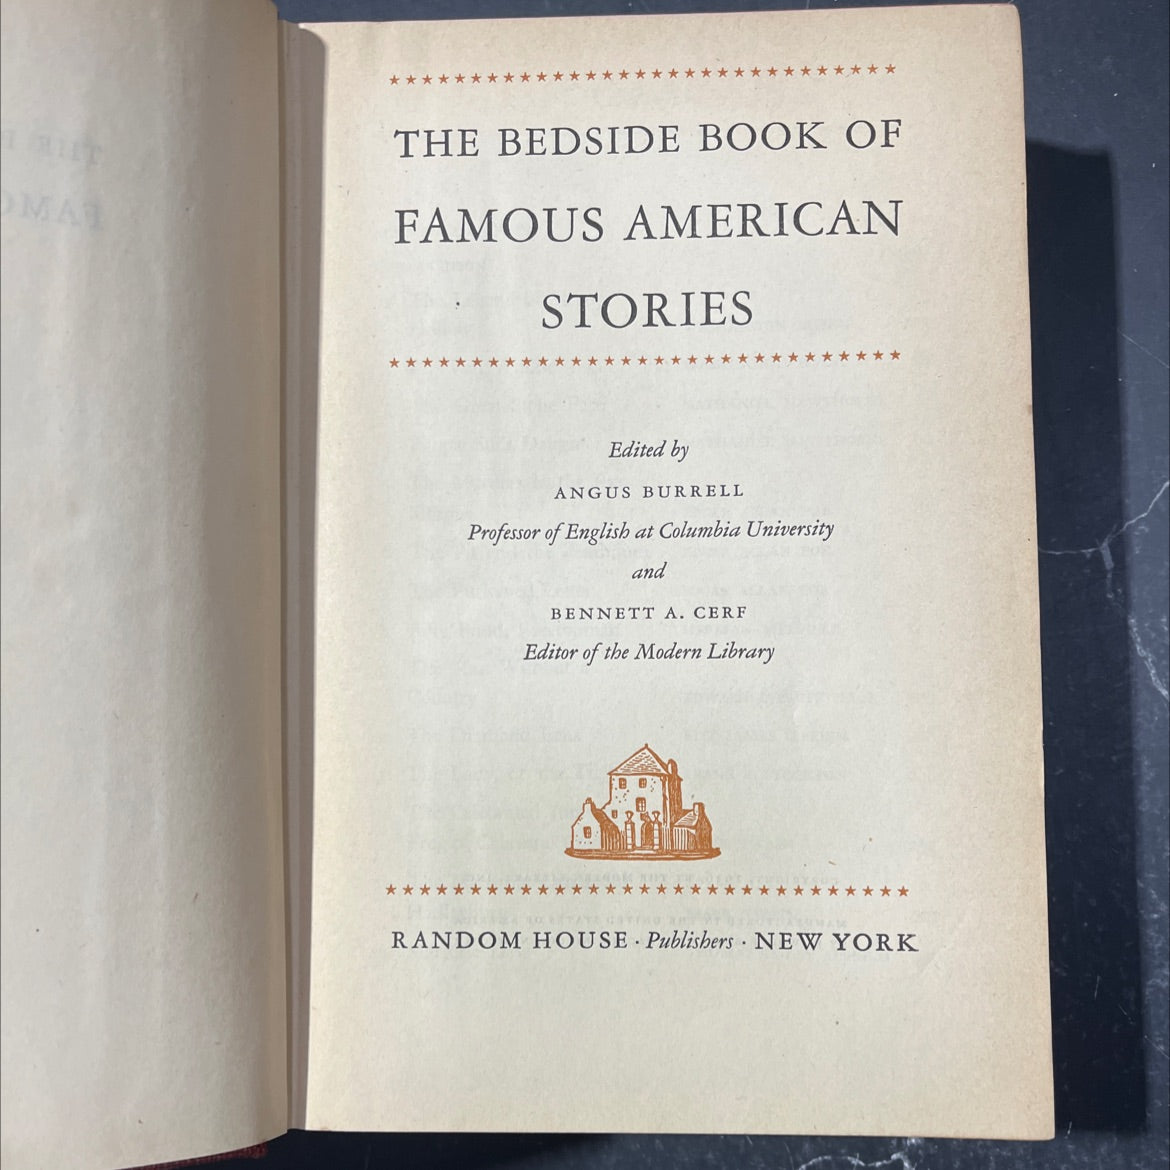 THE BEDSIDE BOOK OF
FAMOUS AMERICAN
STORIES
Edited by
ANGUS BURRELL
Professor of English at Columbia University
and
BENNETT A. CERF
Editor of the Modern Library
RANDOM HOUSE · Publishers · NEW YORK